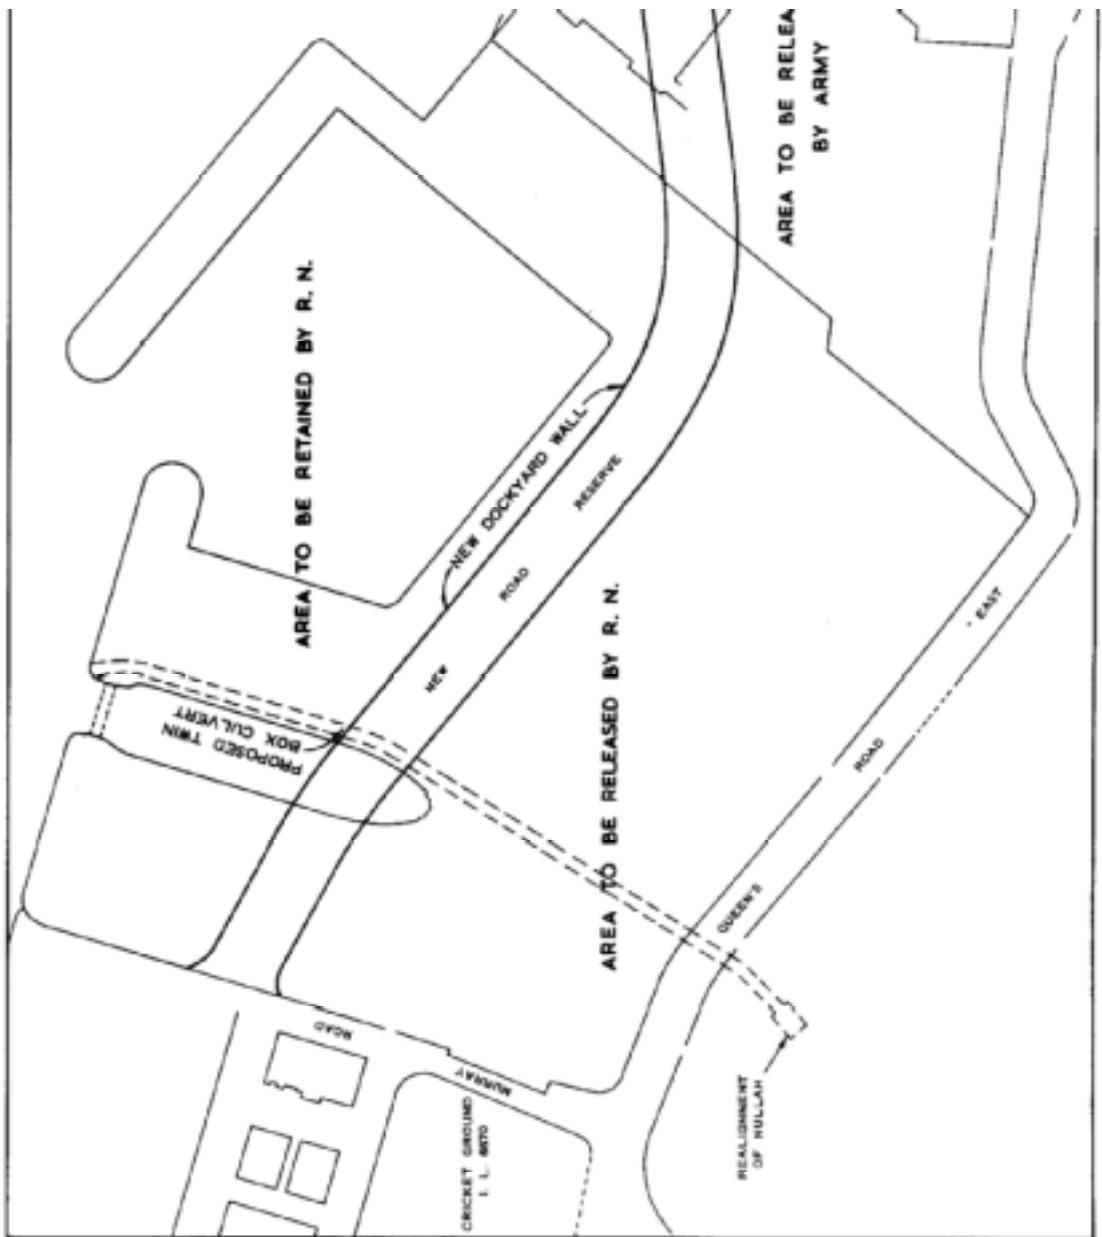 AREA TO BE RELEA
BY ARMY
AREA TO BE RETAINED BY R. N.
NEW DOCKYARD WALL
NEW ROAD RESERVE
AREA TO BE RELEASED BY R. N.
PROPOSED TWIN
BOX CULVERT
QUEEN'S ROAD EAST
MURRAY ROAD
CRICKET GROUND
I. L.
REALIGNMENT
OF NULLAH